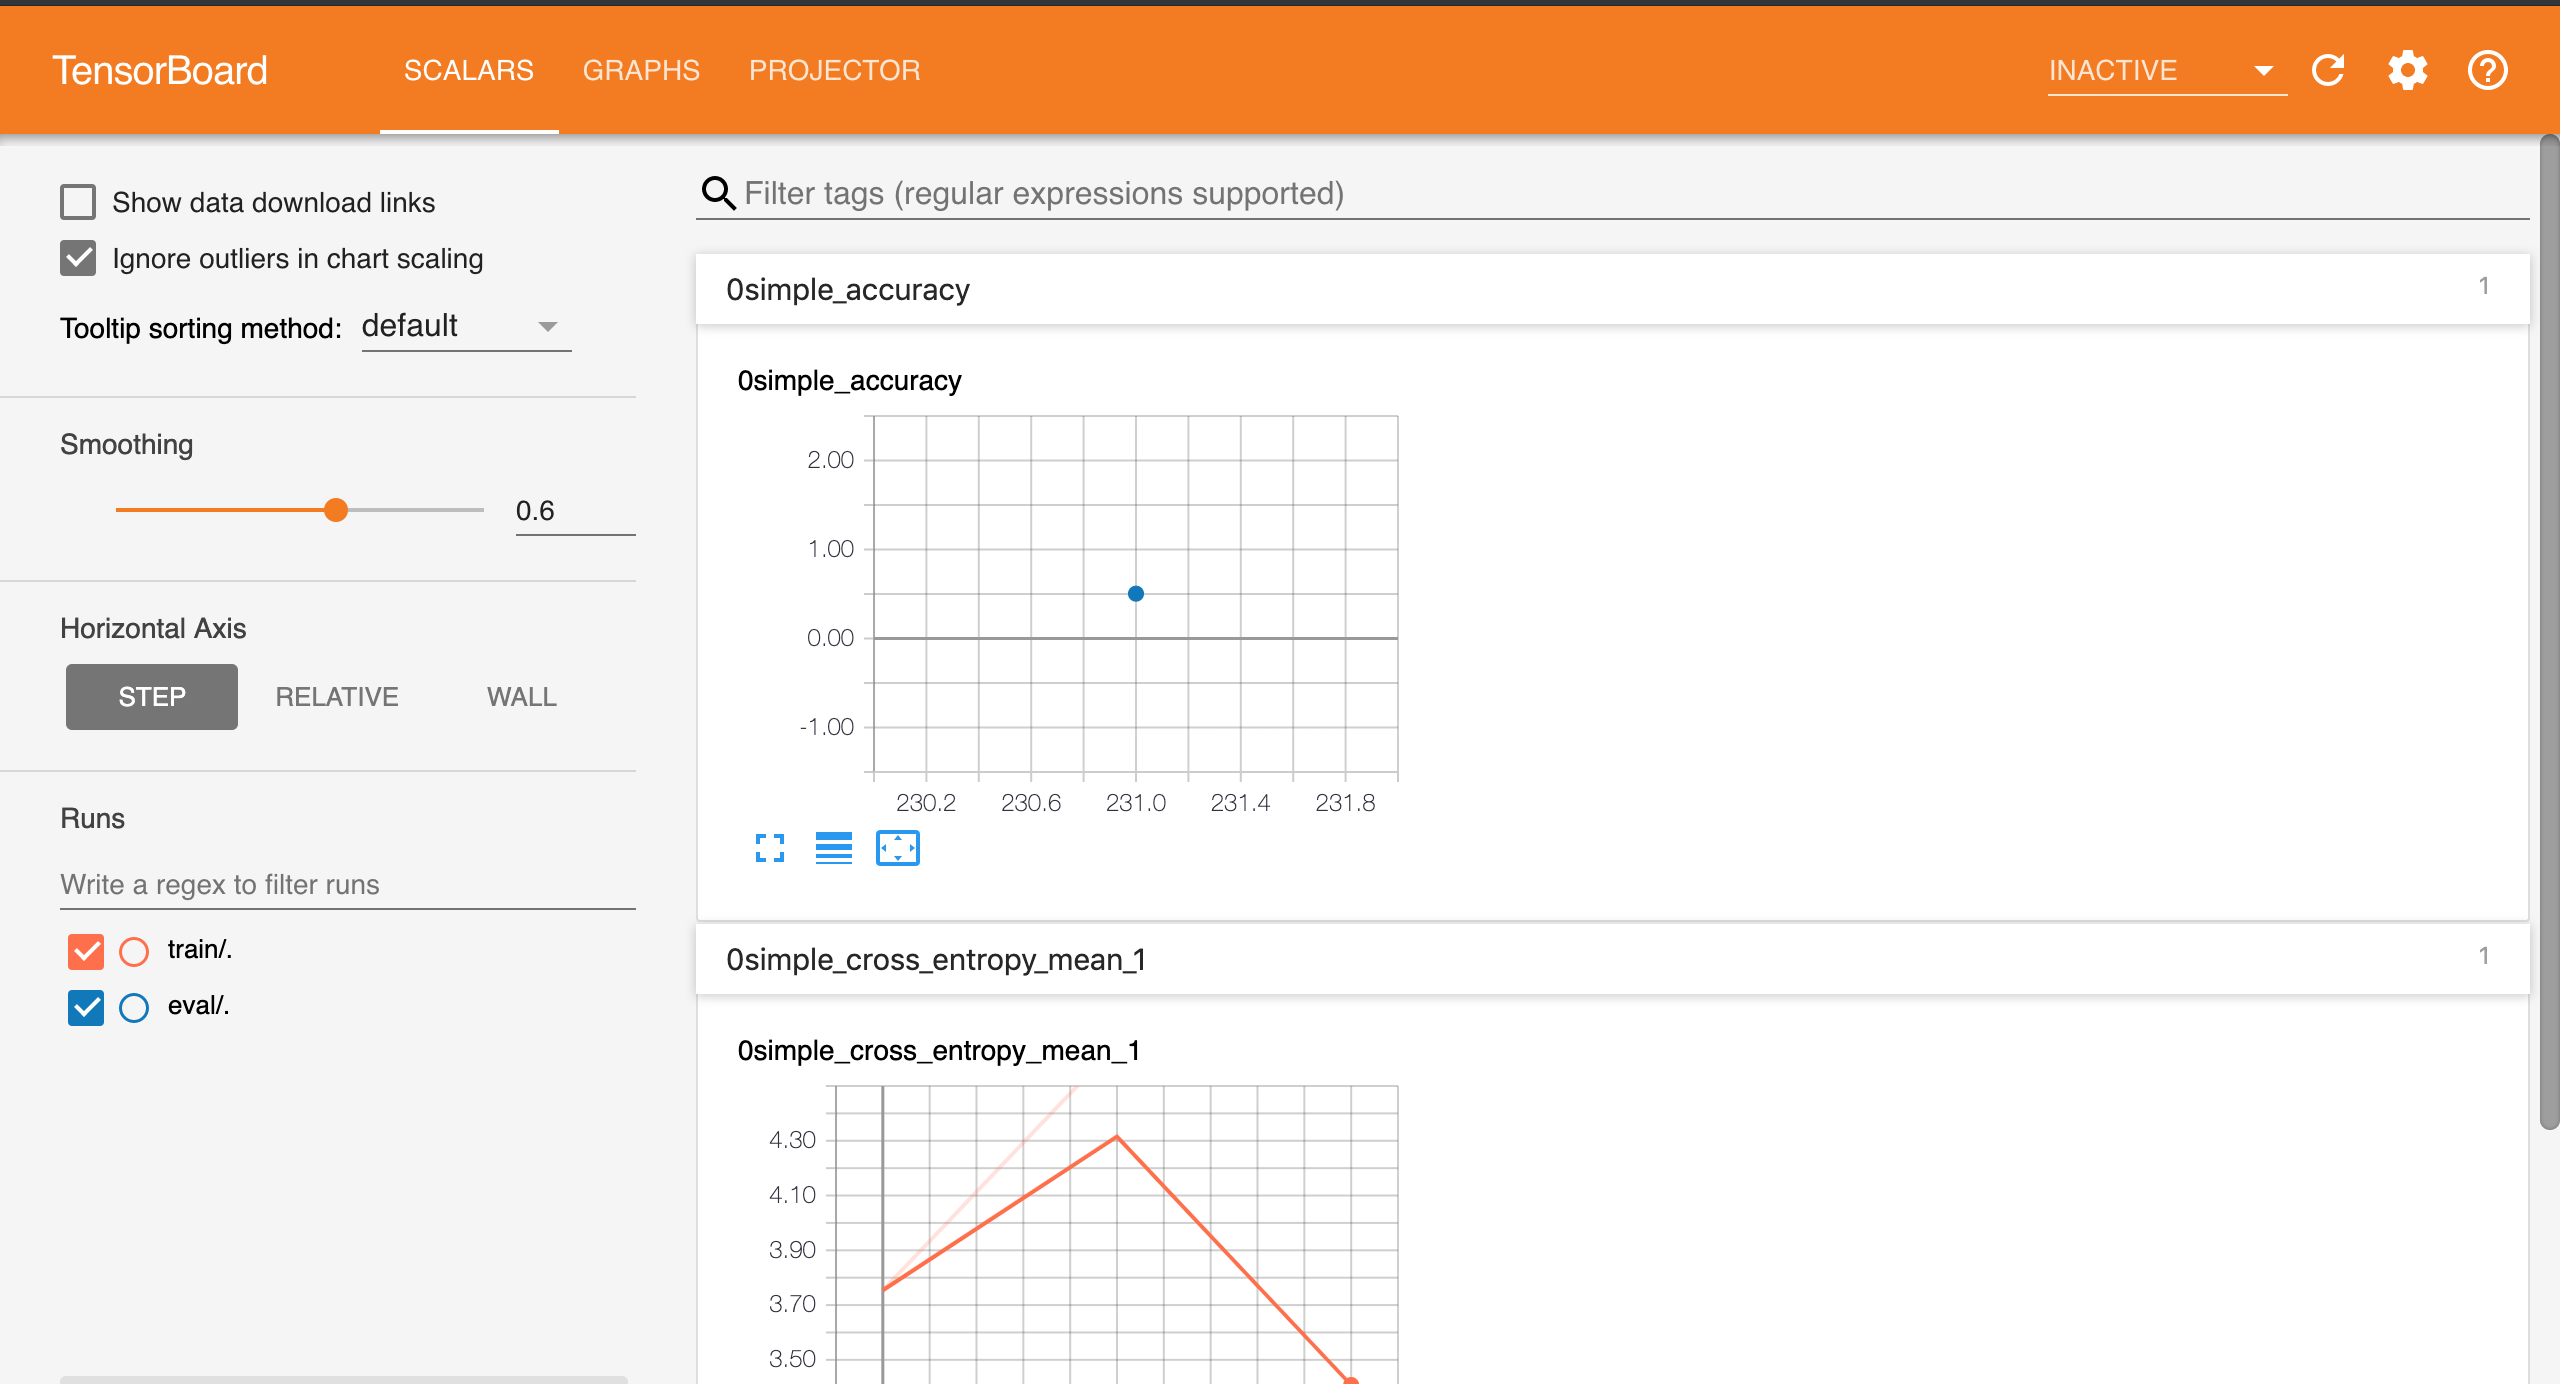 TensorBoard SCALARS GRAPHS PROJECTOR INACTIVE
Show data download links
Ignore outliers in chart scaling
Tooltip sorting method: default
Smoothing
0.6
Horizontal Axis
STEP RELATIVE WALL
Runs
Write a regex to filter runs
train/.
eval/.
Filter tags (regular expressions supported)
0simple_accuracy 1
0simple_accuracy
2.00
1.00
0.00
-1.00
230.2 230.6 231.0 231.4 231.8
0simple_cross_entropy_mean_1 1
0simple_cross_entropy_mean_1
4.30
4.10
3.90
3.70
3.50